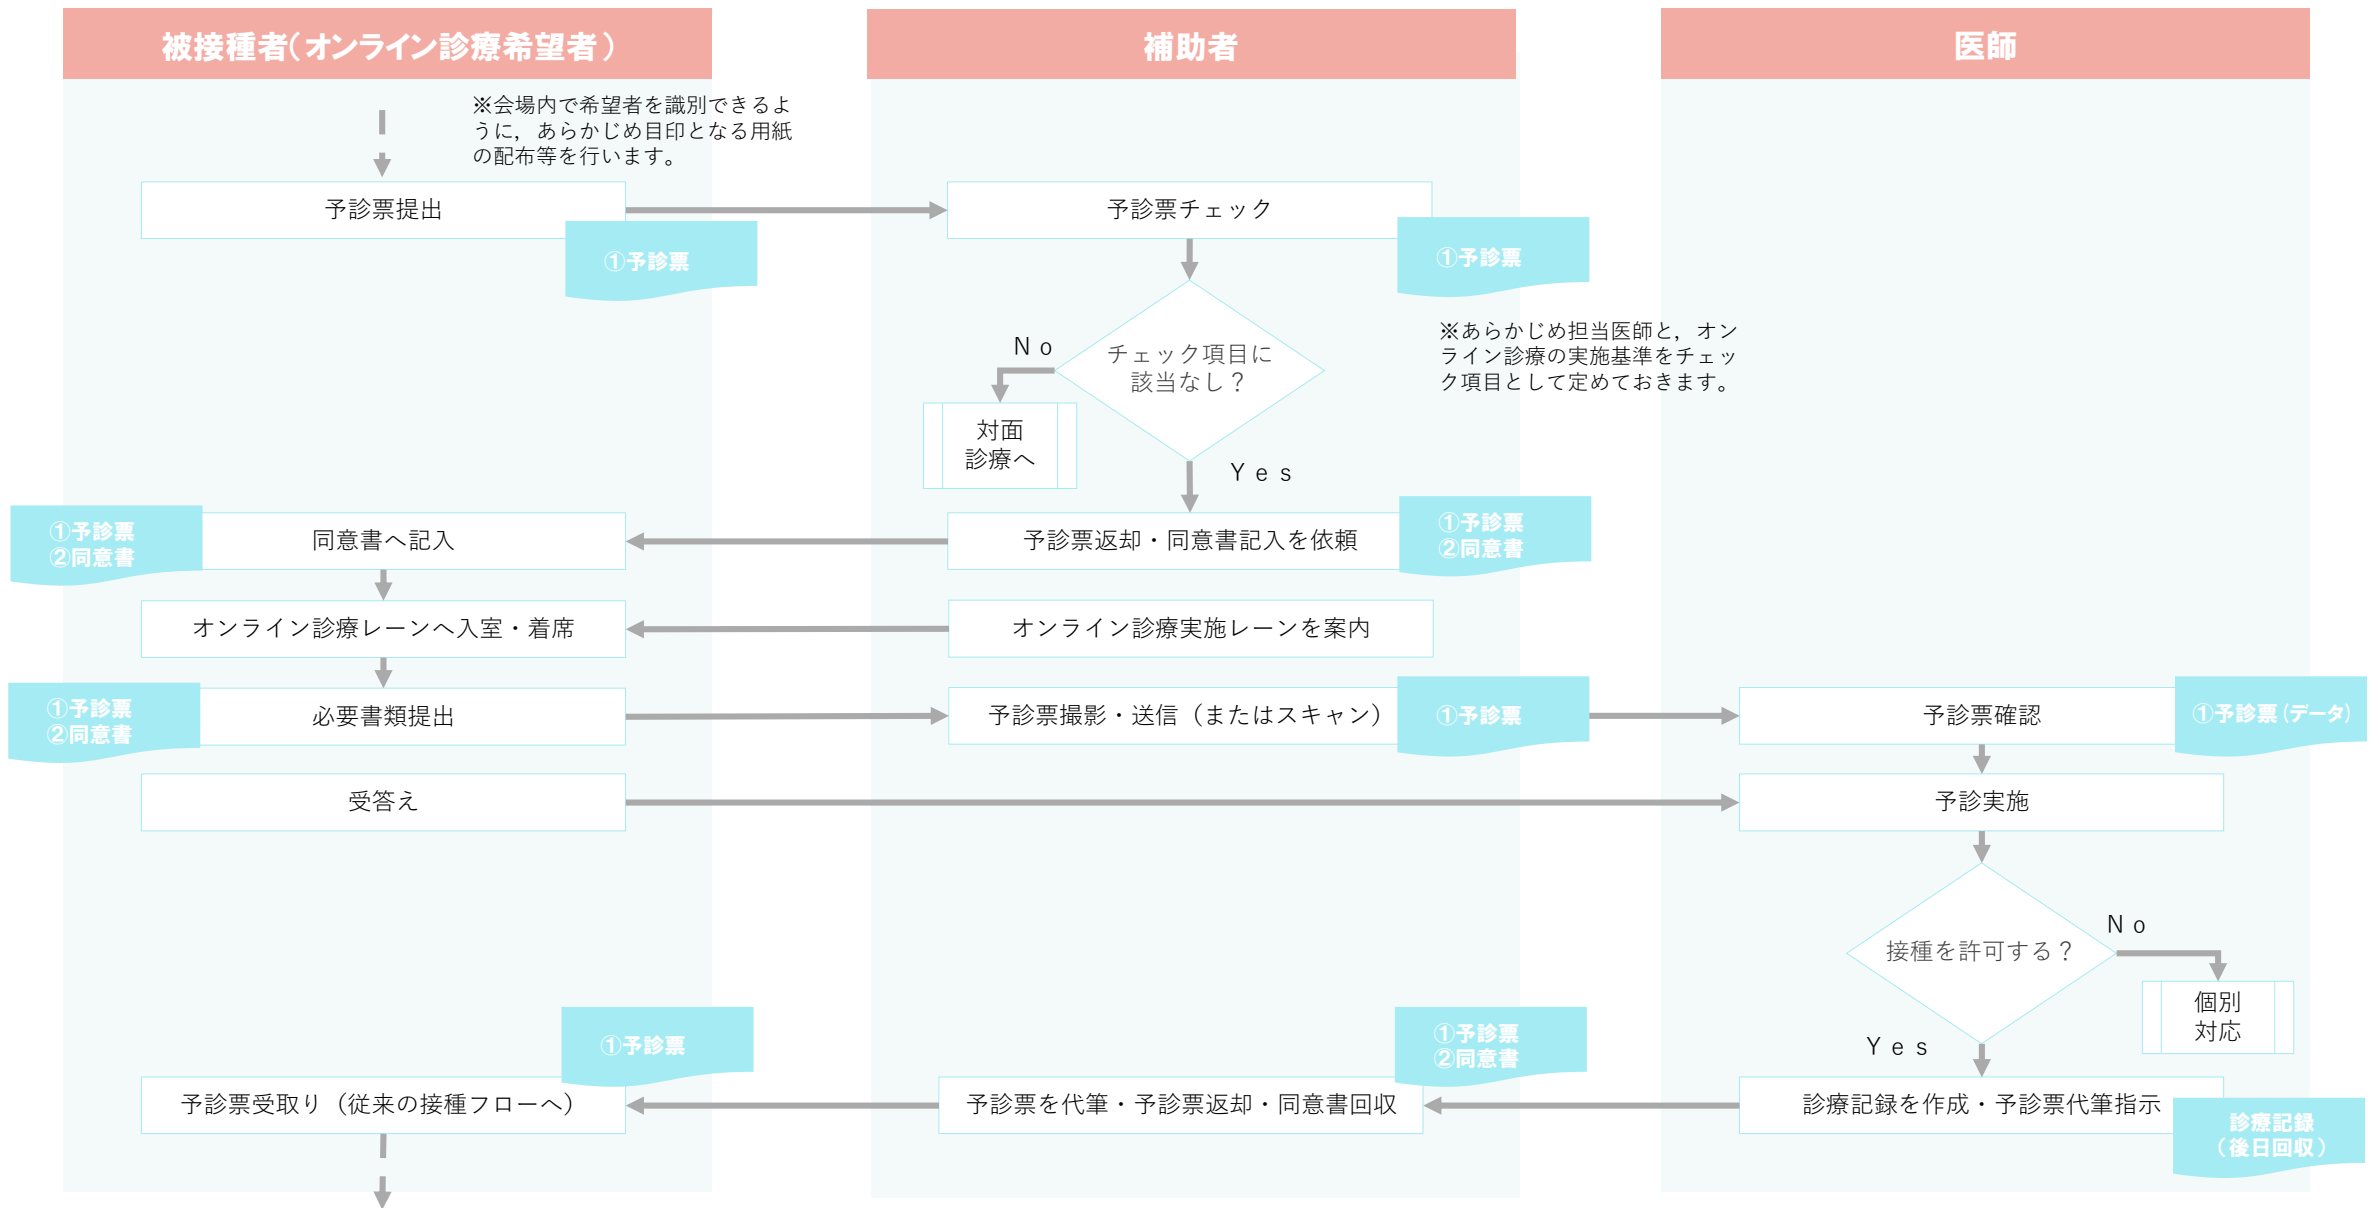 被接種者（オンライン診療希望者）
補助者
医師
※会場内で希望者を識別できるよ
うに，あらかじめ目印となる用紙
の配布等を行います。
予診票提出
①予診票
予診票チェック
①予診票
チェック項目に
該当なし？
Ｎｏ
対面
診療へ
Ｙｅｓ
※あらかじめ担当医師と，オン
ライン診療の実施基準をチェッ
ク項目として定めておきます。
①予診票
②同意書
同意書へ記入
予診票返却・同意書記入を依頼
①予診票
②同意書
オンライン診療レーンへ入室・着席
オンライン診療実施レーンを案内
①予診票
②同意書
必要書類提出
予診票撮影・送信（またはスキャン）
①予診票
予診票確認
①予診票（データ）
受答え
予診実施
接種を許可する？
Ｎｏ
個別
対応
Ｙｅｓ
①予診票
予診票受取り（従来の接種フローへ）
①予診票
②同意書
予診票を代筆・予診票返却・同意書回収
診療記録を作成・予診票代筆指示
診療記録
（後日回収）